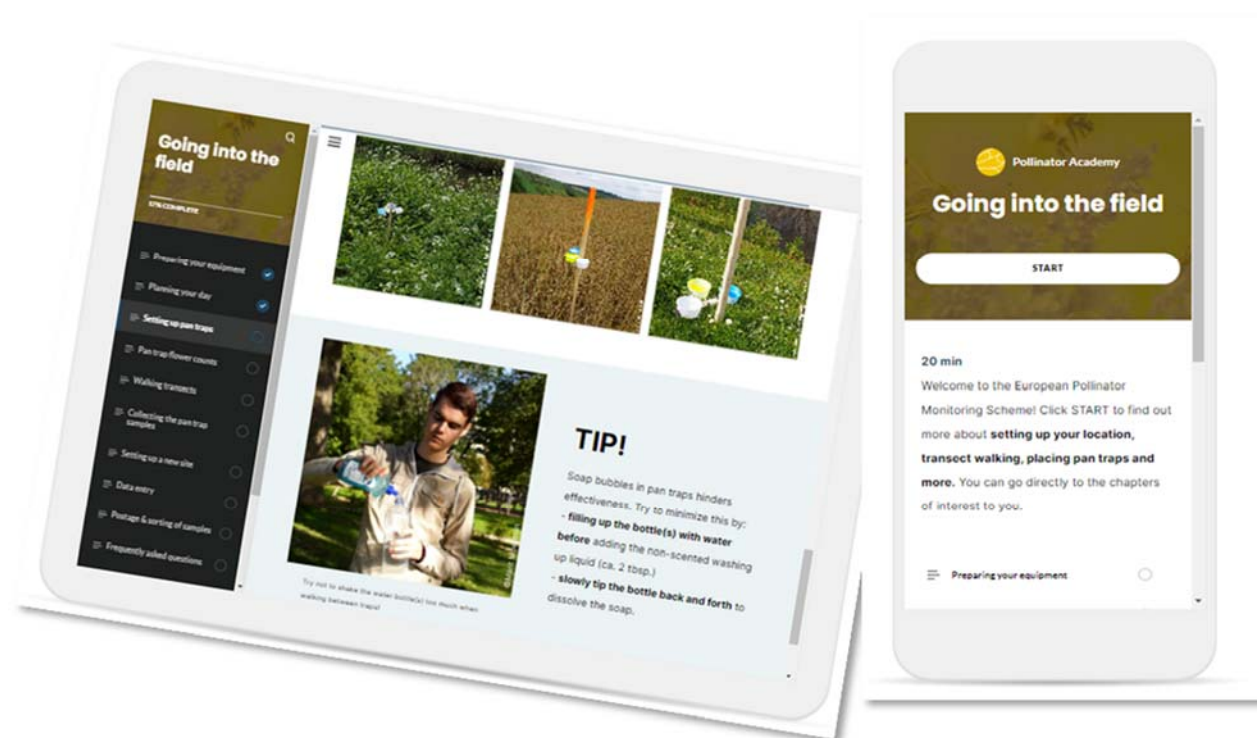 Going into the
field
17% COMPLETE
Preparing your equipment
Planning your day
Setting up pan traps
Pan trap flower counts
Walking transects
Collecting the pan trap
samples
Setting up a new site
Data entry
Postage & sorting of samples
Frequently asked questions
TIP!
Soap bubbles in pan traps hinders
effectiveness. Try to minimize this by:
- filling up the bottle(s) with water
before adding the non-scented washing
up liquid (ca. 2 tbsp.)
- slowly tip the bottle back and forth to
dissolve the soap.
Try not to shake the water bottle(s) too much when
walking between traps!
Pollinator Academy
Going into the field
START
20 min
Welcome to the European Pollinator
Monitoring Scheme! Click START to find out
more about setting up your location,
transect walking, placing pan traps and
more. You can go directly to the chapters
of interest to you.
Preparing your equipment